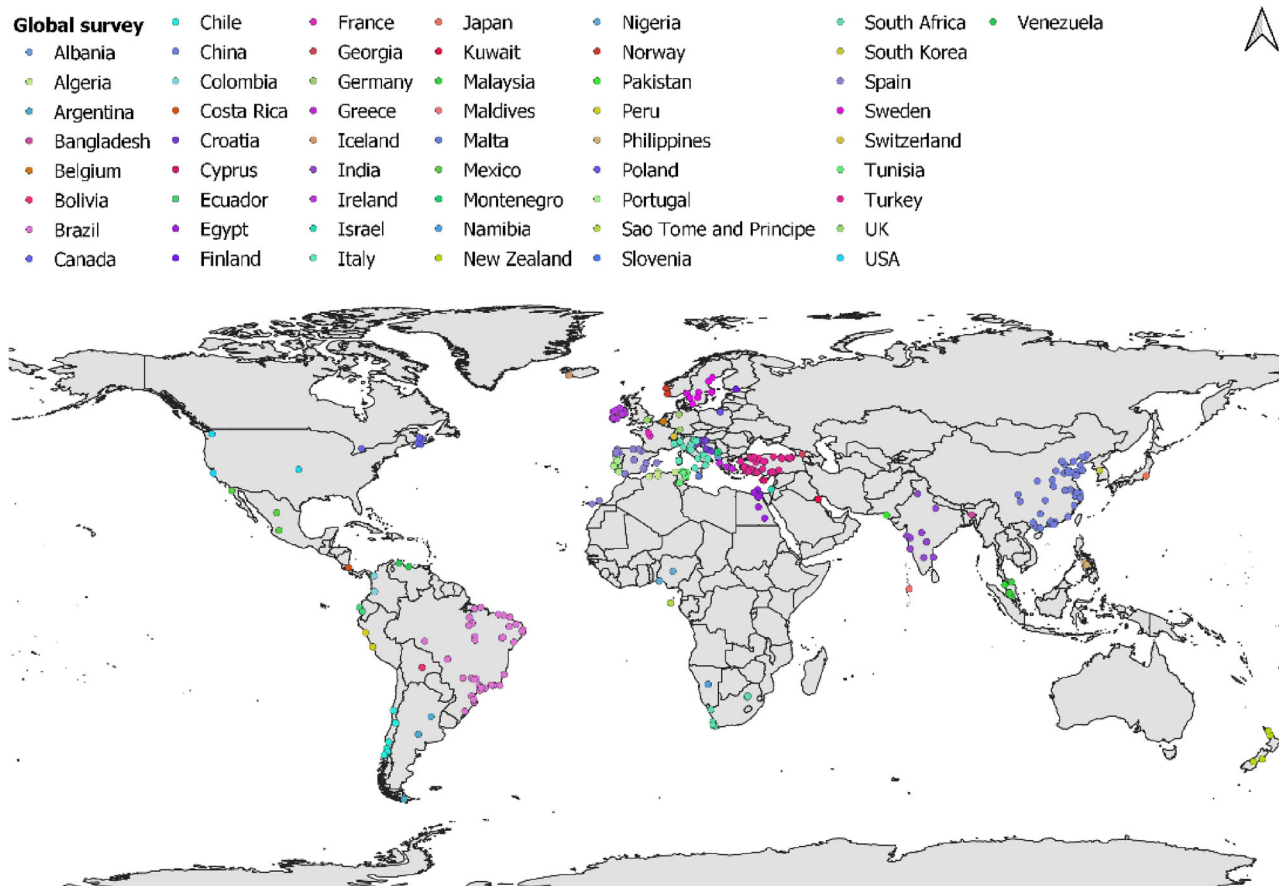 Global survey
Albania
Algeria
Argentina
Bangladesh
Belgium
Bolivia
Brazil
Canada
Chile
China
Colombia
Costa Rica
Croatia
Cyprus
Ecuador
Egypt
Finland
France
Georgia
Germany
Greece
Iceland
India
Ireland
Israel
Italy
Japan
Kuwait
Malaysia
Maldives
Malta
Mexico
Montenegro
Namibia
New Zealand
Nigeria
Norway
Pakistan
Peru
Philippines
Poland
Portugal
Sao Tome and Principe
Slovenia
South Africa
South Korea
Spain
Sweden
Switzerland
Tunisia
Turkey
UK
USA
Venezuela